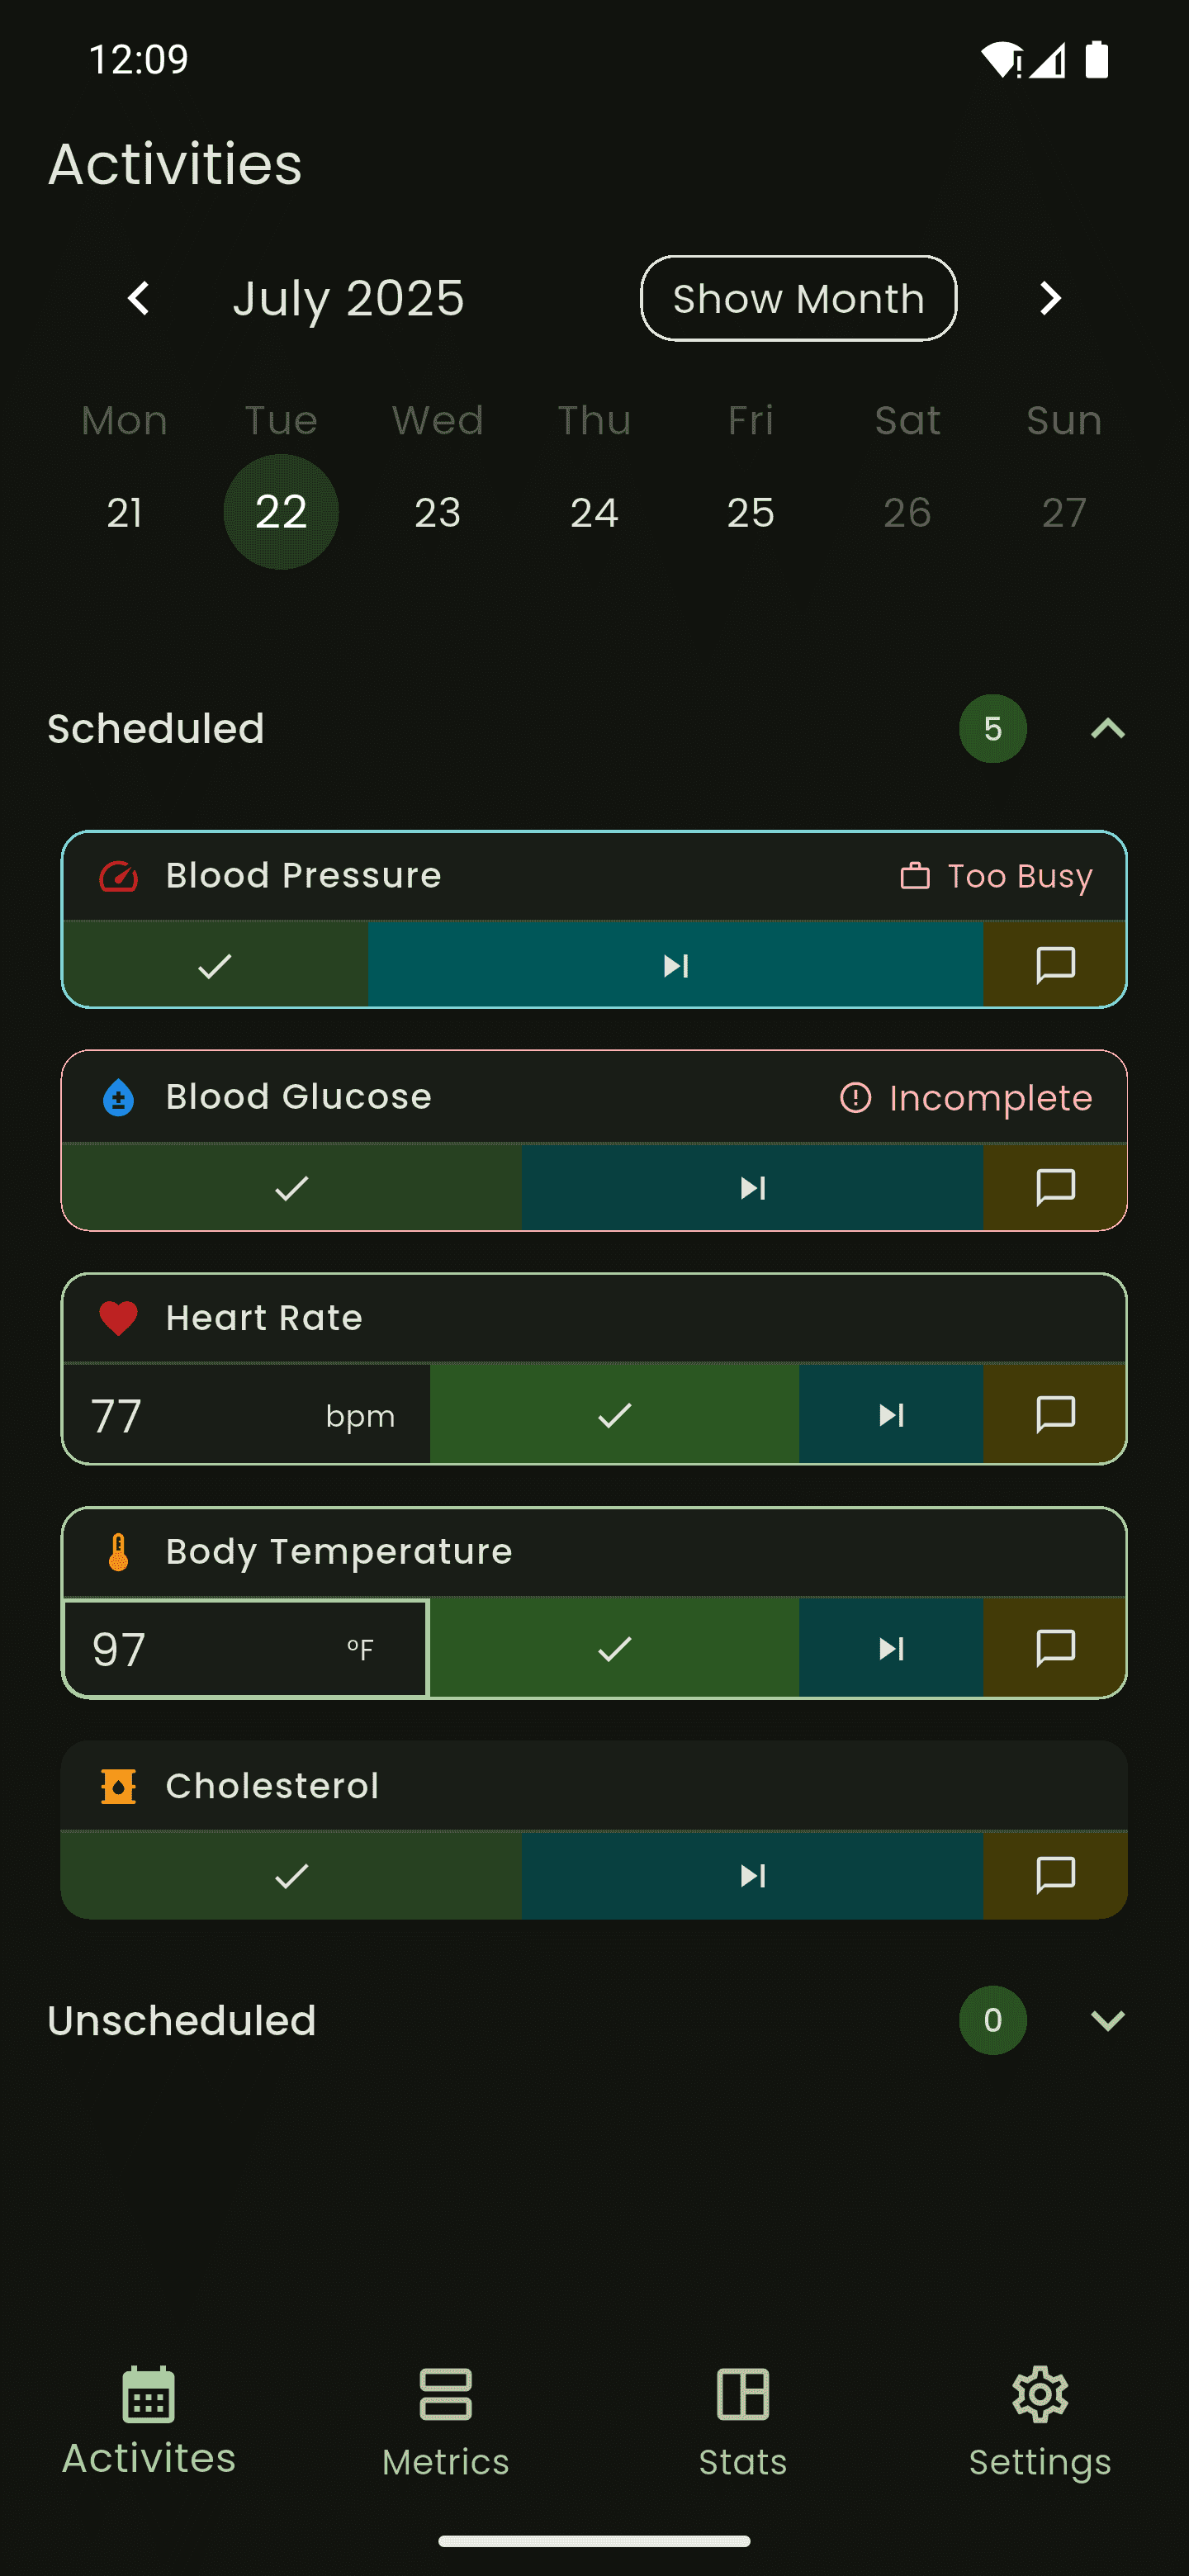 12:09
Activities
July 2025 Show Month
Mon Tue Wed Thu Fri Sat Sun
21 22 23 24 25 26 27
Scheduled 5
Blood Pressure Too Busy
Blood Glucose Incomplete
Heart Rate
77 bpm
Body Temperature
97 °F
Cholesterol
Unscheduled 0
Activites Metrics Stats Settings